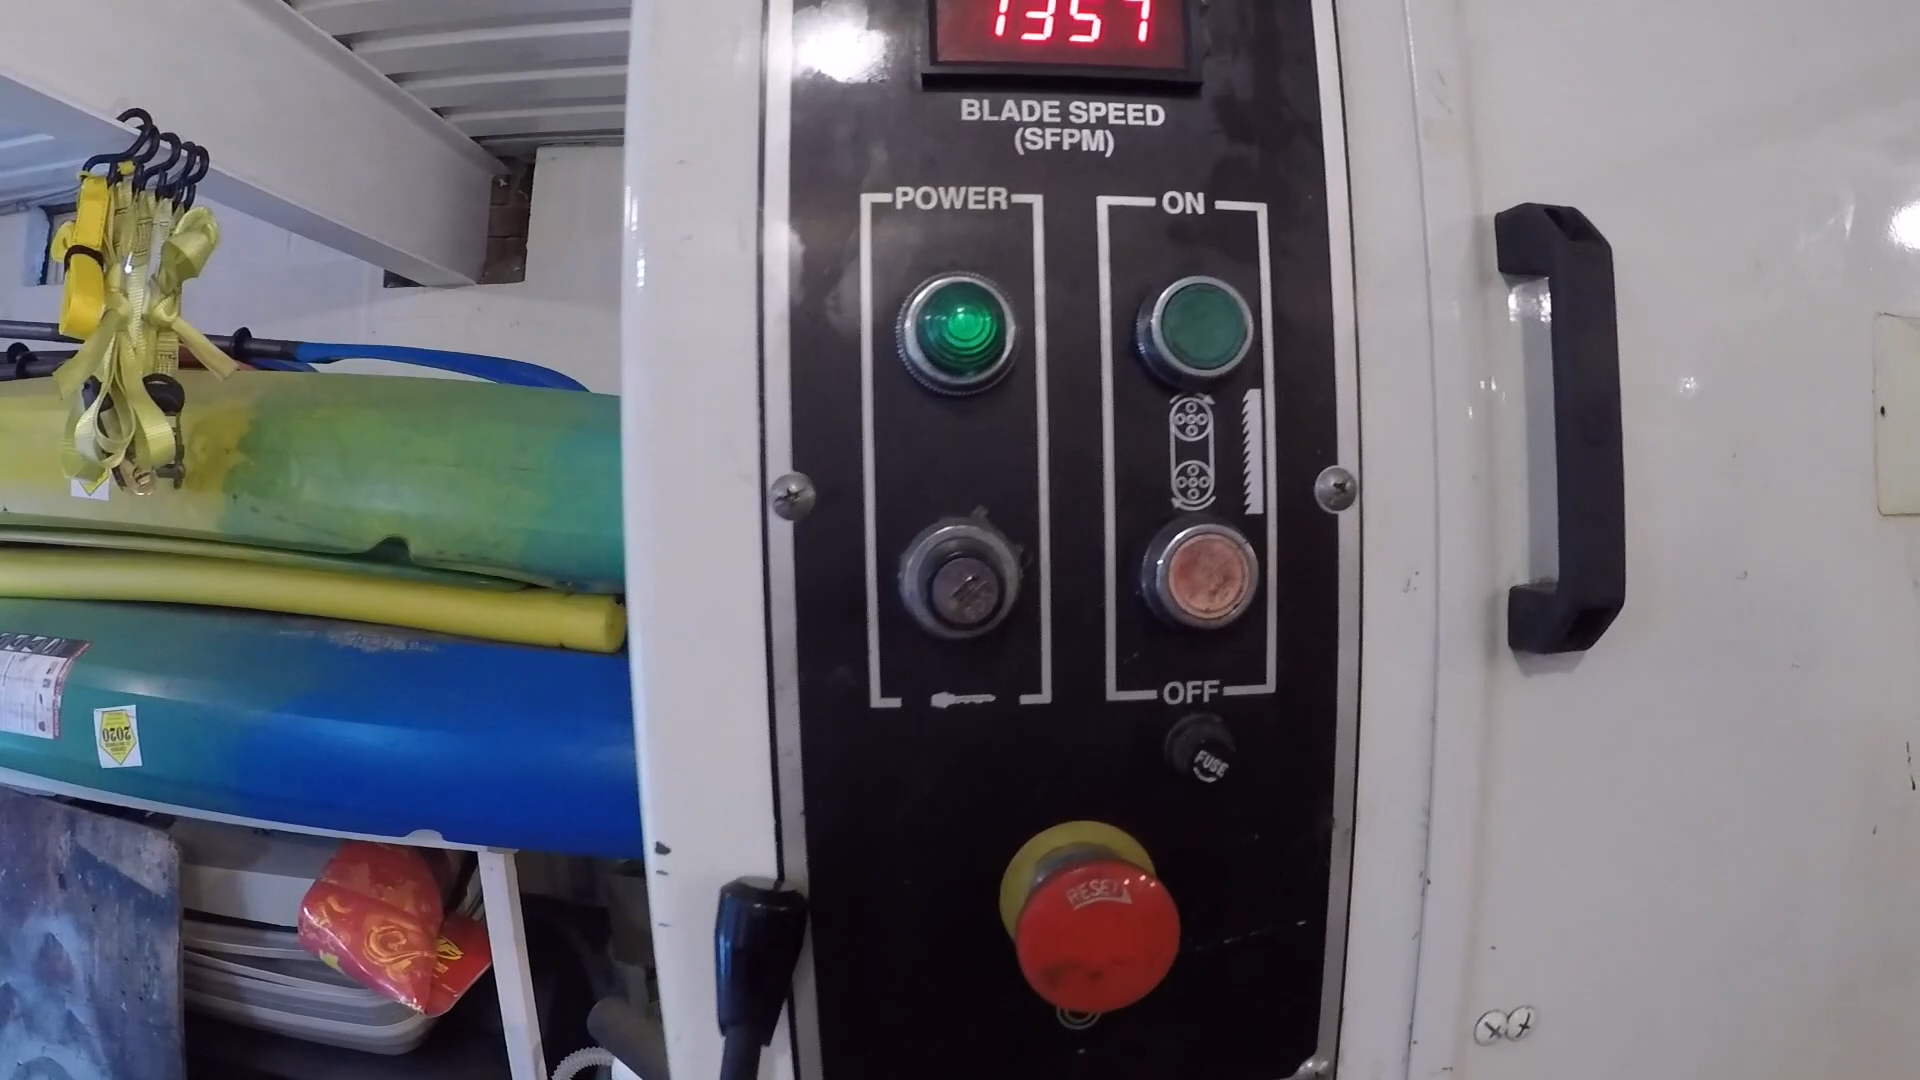 1357
BLADE SPEED
(SFPM)
POWER
ON
OFF
FUSE
RESET
2020